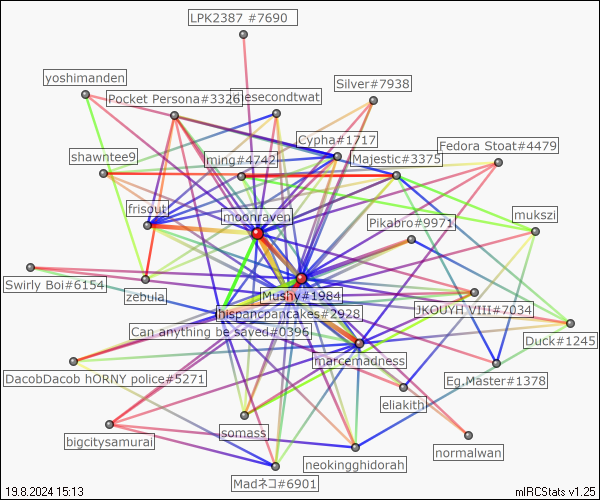 LPK2387 #7690
yoshimanden
Silver#7938
Pocket Persona#3326
Cypha#1717
Fedora Stoat#4479
shawntee9
ming#4742
Majestic#3375
frisout
moonraven
Pikabro#9971
mukszi
Swirly Boi#6154
zebula
Mushy#1984
hispancpancakes#2928
JKOUYH VIII#7034
Can anything be saved#0396
Duck#1245
marcemadness
DacobDacob hORNY police#5271
Eg.Master#1378
eliakith
somass
bigcitysamurai
normalwan
neokingghidorah
Madネコ#6901
19.8.2024 15:13
mIRCStats v1.25